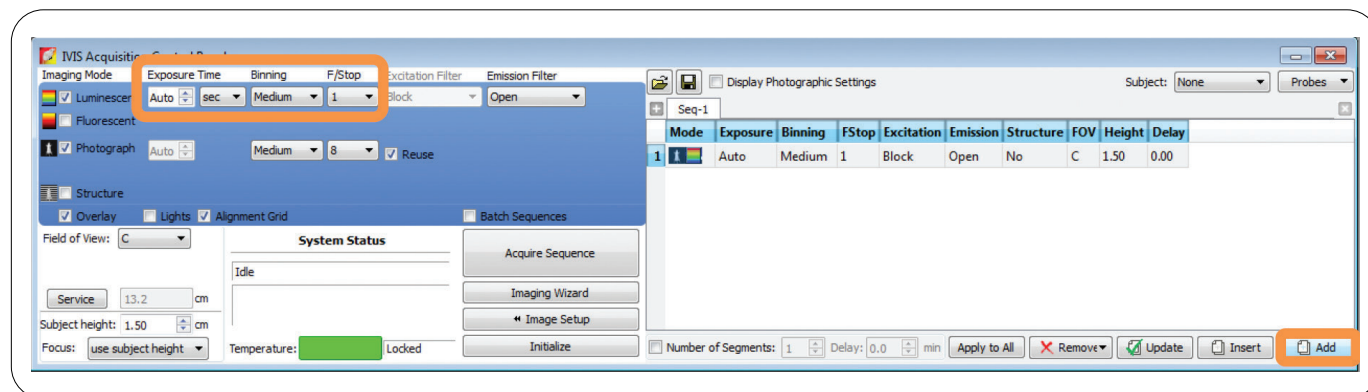 IVIS Acquisition Control Panel
Imaging Mode Exposure Time Binning F/Stop Excitation Filter Emission Filter
Luminescen Auto sec Medium 1 Block Open
Fluorescent
Photograph Auto Medium 8 Reuse
Structure
Overlay Lights Alignment Grid Batch Sequences
Field of View: C
System Status
Idle
Acquire Sequence
Service 13.2 cm
Imaging Wizard
Subject height: 1.50 cm
Image Setup
Focus: use subject height
Temperature: Locked
Initialize
Display Photographic Settings Subject: None Probes
Seq-1
Mode Exposure Binning FStop Excitation Emission Structure FOV Height Delay
1 Auto Medium 1 Block Open No C 1.50 0.00
Number of Segments: 1 Delay: 0.0 min Apply to All Remove Update Insert Add